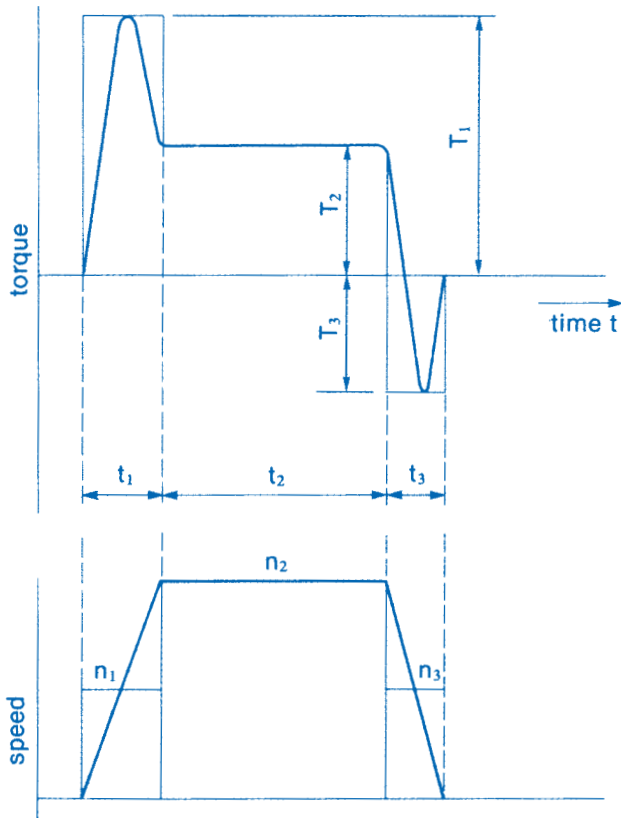 torque
T₁
T₂
T₃
time t
t₁
t₂
t₃
speed
n₁
n₂
n₃